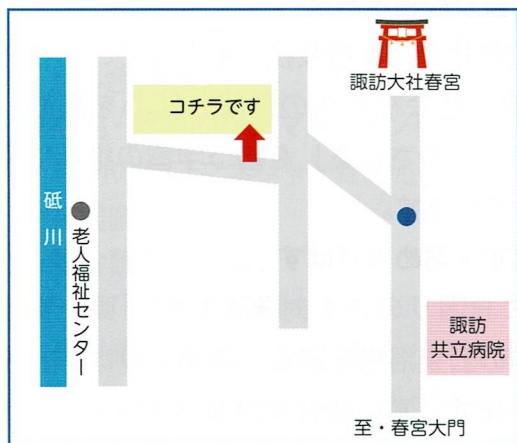 諏訪大社春宮
コチラです
砥川
老人福祉センター
諏訪
共立病院
至・春宮大門